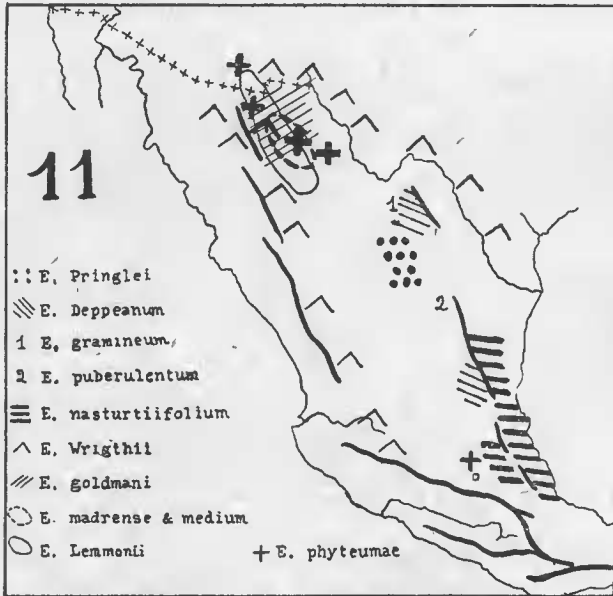 11
1
2
E. Pringlei
E. Deppeanum
1 E. gramineum
2 E. puberulentum
E. nasturtiifolium
E. Wrigthii
E. goldmani
E. madrense & medium
E. Lemmonii
E. phyteumae